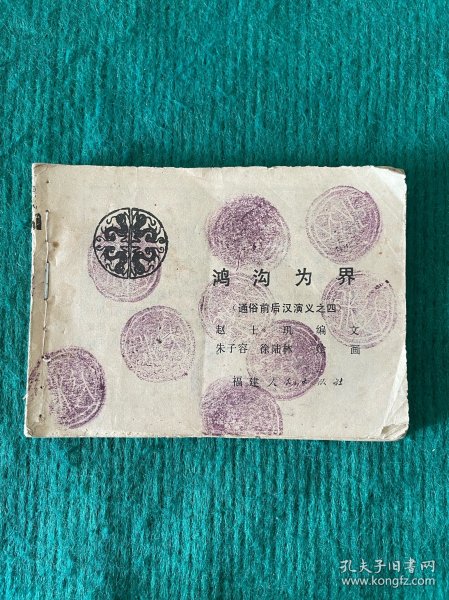 鸿沟为界
(通俗前后汉演义之四)
赵士巩 编文
朱子容 徐沛林 绘画
福建人民出版社
孔夫子旧书网
www.kongfz.com